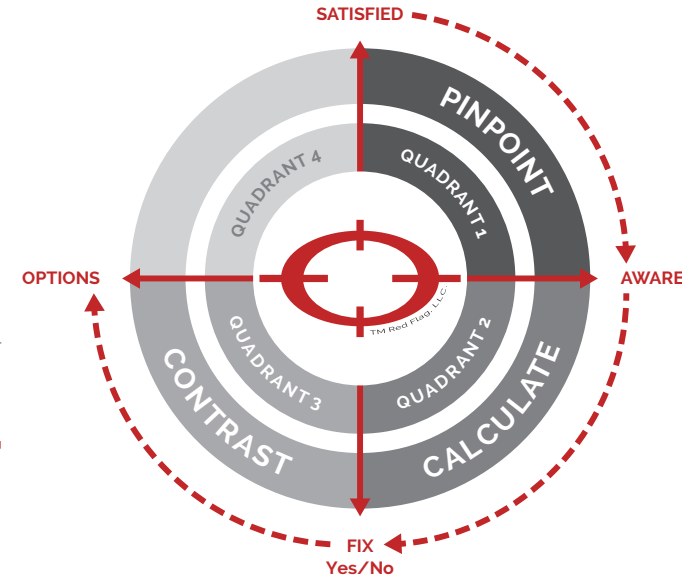 SATISFIED
PINPOINT
QUADRANT 4
QUADRANT 1
OPTIONS
AWARE
TM Red Flag, LLC.
QUADRANT 3
QUADRANT 2
CONTRAST
CALCULATE
FIX
Yes/No